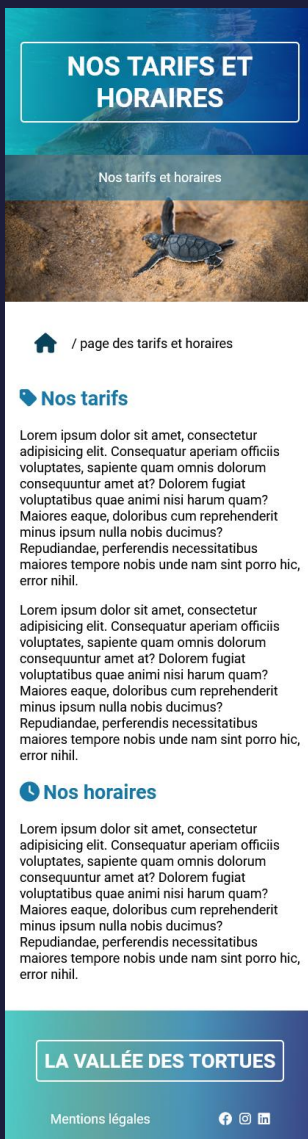 NOS TARIFS ET
HORAIRES
Nos tarifs et horaires
/ page des tarifs et horaires
Nos tarifs
Lorem ipsum dolor sit amet, consectetur
adipisicing elit. Consequatur aperiam officiis
voluptates, sapiente quam omnis dolorum
consequuntur amet at? Dolorem fugiat
voluptatibus quae animi nisi harum quam?
Maiores eaque, doloribus cum reprehenderit
minus ipsum nulla nobis ducimus?
Repudiandae, perferendis necessitatibus
maiores tempore nobis unde nam sint porro hic,
error nihil.
Lorem ipsum dolor sit amet, consectetur
adipisicing elit. Consequatur aperiam officiis
voluptates, sapiente quam omnis dolorum
consequuntur amet at? Dolorem fugiat
voluptatibus quae animi nisi harum quam?
Maiores eaque, doloribus cum reprehenderit
minus ipsum nulla nobis ducimus?
Repudiandae, perferendis necessitatibus
maiores tempore nobis unde nam sint porro hic,
error nihil.
Nos horaires
Lorem ipsum dolor sit amet, consectetur
adipisicing elit. Consequatur aperiam officiis
voluptates, sapiente quam omnis dolorum
consequuntur amet at? Dolorem fugiat
voluptatibus quae animi nisi harum quam?
Maiores eaque, doloribus cum reprehenderit
minus ipsum nulla nobis ducimus?
Repudiandae, perferendis necessitatibus
maiores tempore nobis unde nam sint porro hic,
error nihil.
LA VALLÉE DES TORTUES
Mentions légales